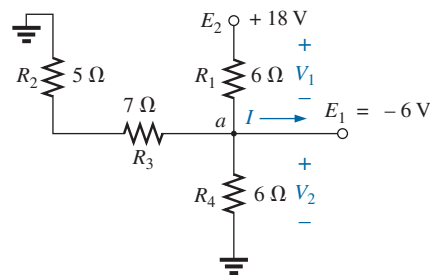 E₂ + 18 V
R₂ 5 Ω
R₁ 6 Ω
+
V₁
–
7 Ω
R₃
a
I
E₁ = – 6 V
R₄ 6 Ω
+
V₂
–